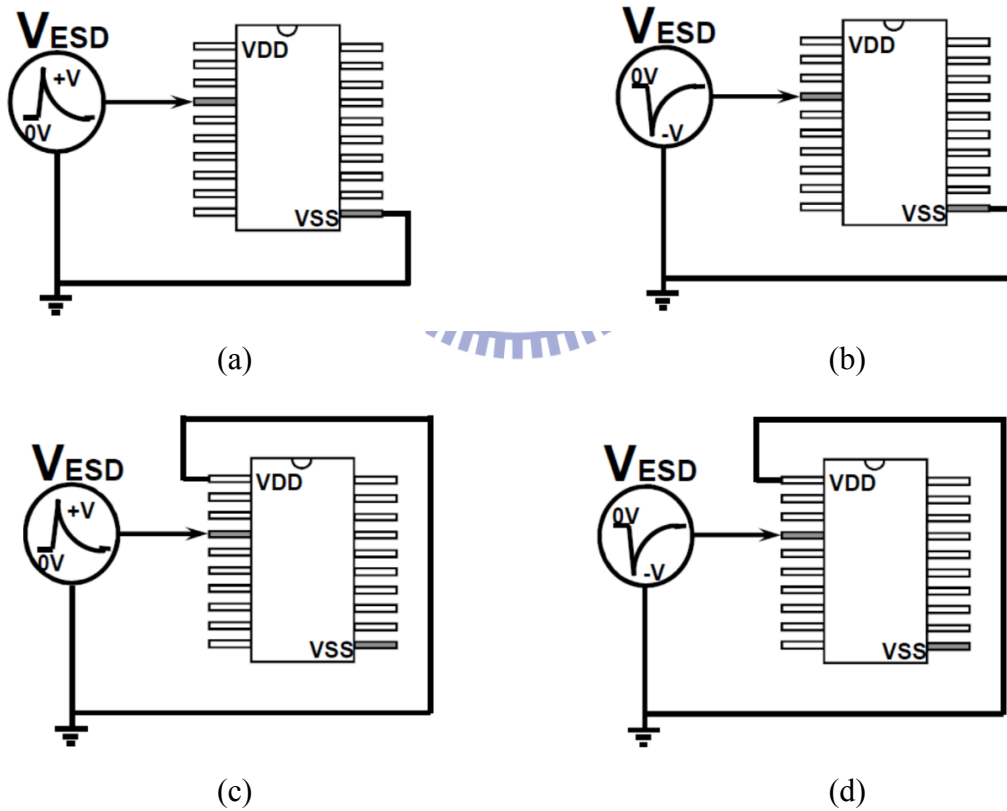 VESD
+V
0V
VDD
VSS
(a)
VESD
0V
-V
VDD
VSS
(b)
VESD
+V
0V
VDD
VSS
(c)
VESD
0V
-V
VDD
VSS
(d)